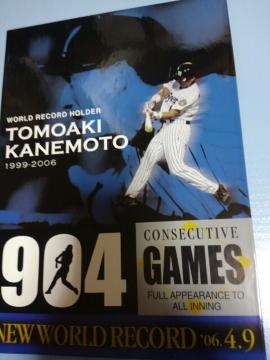 WORLD RECORD HOLDER
TOMOAKI
KANEMOTO
1999-2006
904
CONSECUTIVE
GAMES
FULL APPEARANCE TO
ALL INNING
NEW WORLD RECORD '06.4.9